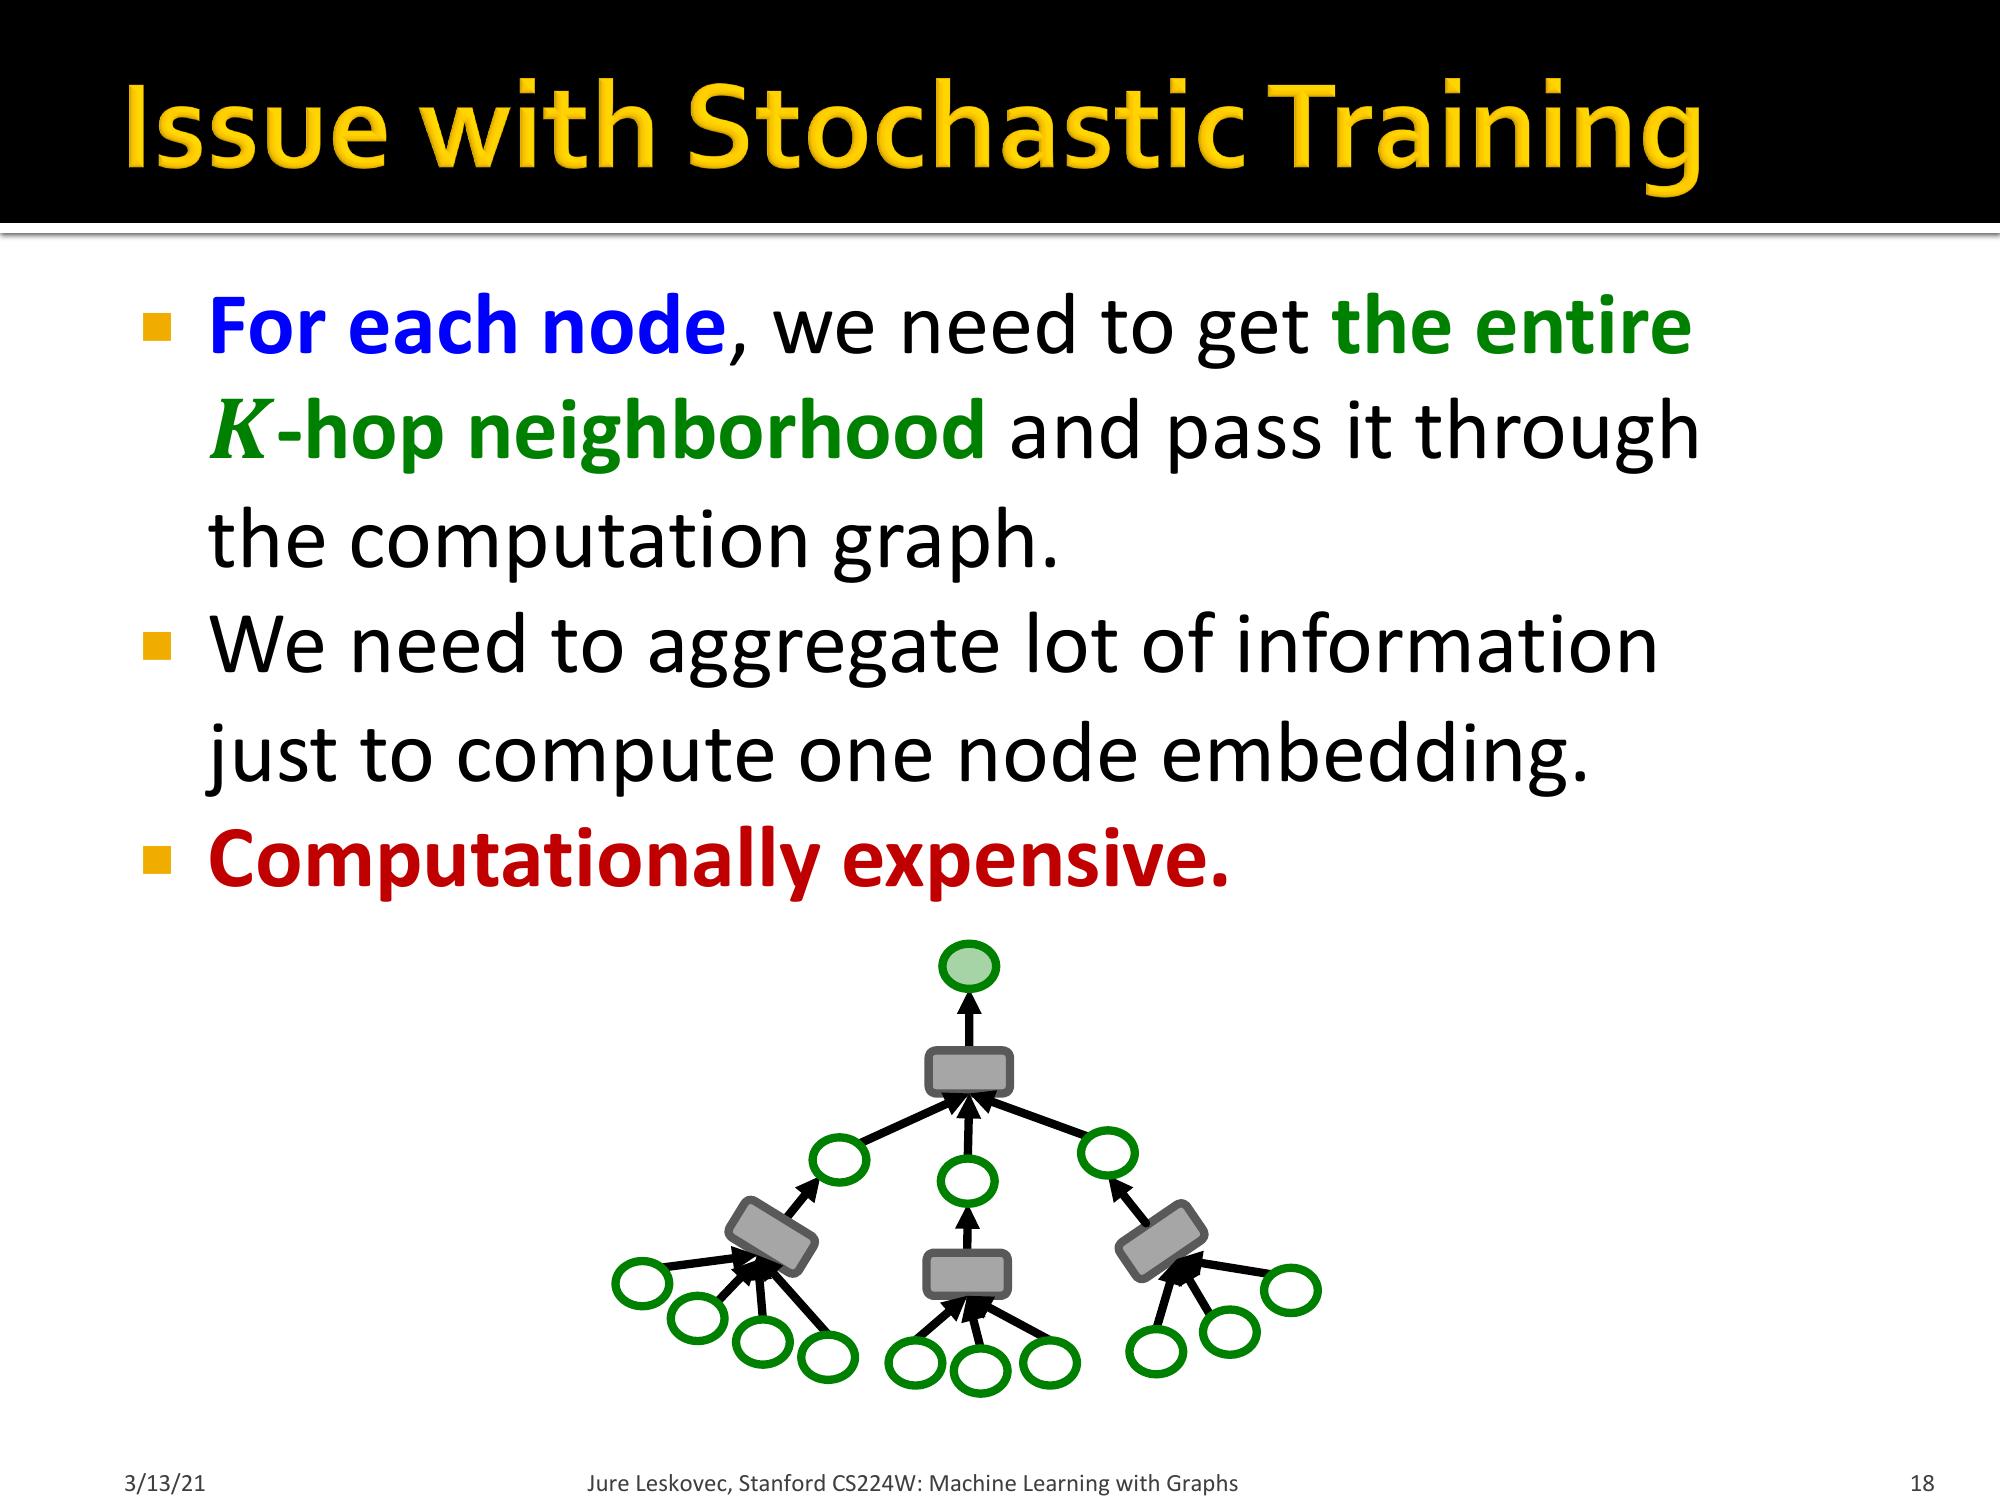 Issue with Stochastic Training
For each node, we need to get the entire
K-hop neighborhood and pass it through
the computation graph.
We need to aggregate lot of information
just to compute one node embedding.
Computationally expensive.
3/13/21
Jure Leskovec, Stanford CS224W: Machine Learning with Graphs
18